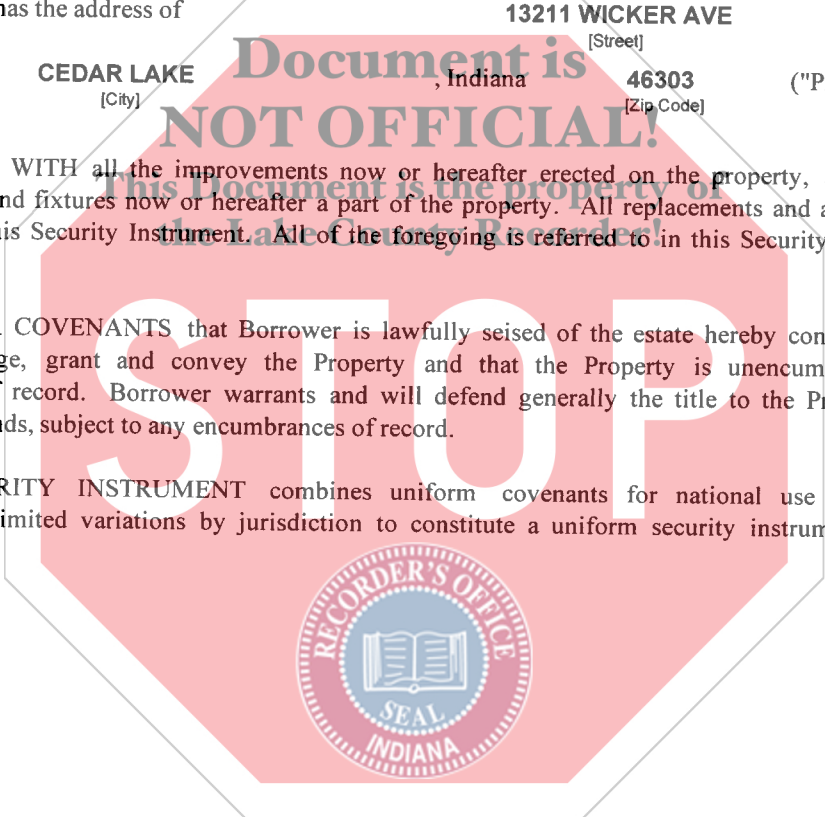 has the address of 13211 WICKER AVE
[Street]
Document is
CEDAR LAKE , Indiana 46303 ("P
[City] [Zip Code]
NOT OFFICIAL!
WITH all the improvements now or hereafter erected on the property,
This Document is the property of
nd fixtures now or hereafter a part of the property. All replacements and a
the Lake County Recorder!
is Security Instrument. All of the foregoing is referred to in this Security
STOP
COVENANTS that Borrower is lawfully seised of the estate hereby con
ge, grant and convey the Property and that the Property is unencum
record. Borrower warrants and will defend generally the title to the Pr
ds, subject to any encumbrances of record.
RITY INSTRUMENT combines uniform covenants for national use
imited variations by jurisdiction to constitute a uniform security instrum
RECORDER'S OFFICE
SEAL
INDIANA